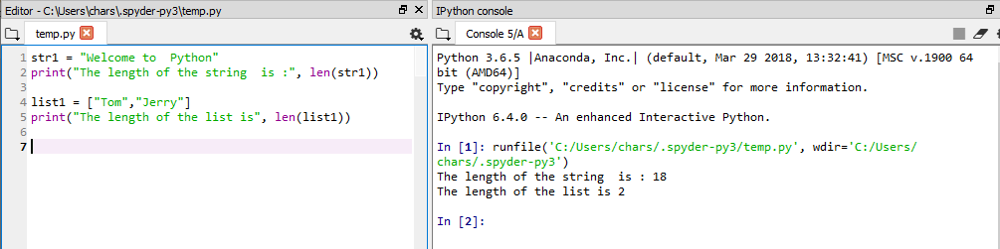 Editor - C:\Users\chars\.spyder-py3\temp.py
temp.py
1 str1 = "Welcome to  Python"
2 print("The length of the string  is :", len(str1))
3
4 list1 = ["Tom","Jerry"]
5 print("The length of the list is", len(list1))
6
7
IPython console
Console 5/A
Python 3.6.5 |Anaconda, Inc.| (default, Mar 29 2018, 13:32:41) [MSC v.1900 64
bit (AMD64)]
Type "copyright", "credits" or "license" for more information.
IPython 6.4.0 -- An enhanced Interactive Python.
In [1]: runfile('C:/Users/chars/.spyder-py3/temp.py', wdir='C:/Users/
chars/.spyder-py3')
The length of the string  is : 18
The length of the list is 2
In [2]: